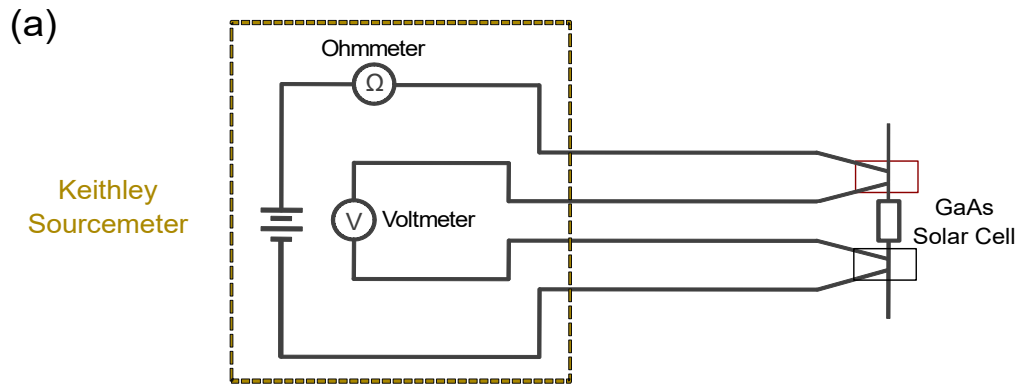 (a)
Ohmmeter
Ω
Keithley
Sourcemeter
V
Voltmeter
GaAs
Solar Cell